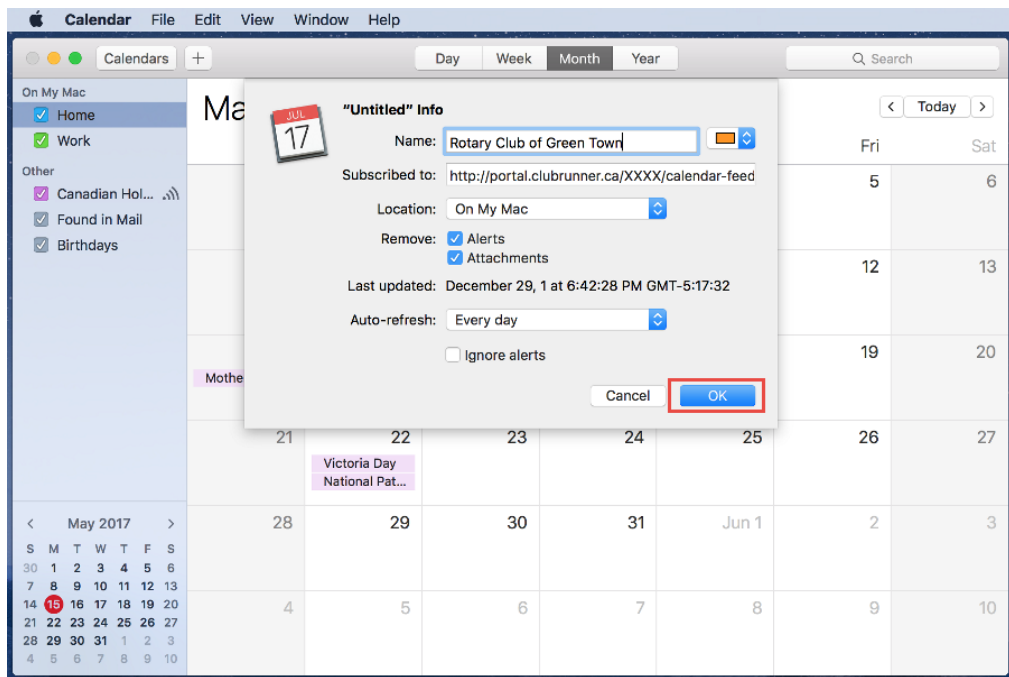 Calendar File Edit View Window Help
Calendars + Day Week Month Year Search
On My Mac
Home
Work
Other
Canadian Hol...
Found in Mail
Birthdays
Ma
< Today >
Fri Sat
JUL
17
"Untitled" Info
Name: Rotary Club of Green Town
Subscribed to: http://portal.clubrunner.ca/XXXX/calendar-feed
Location: On My Mac
Remove: Alerts
Attachments
Last updated: December 29, 1 at 6:42:28 PM GMT-5:17:32
Auto-refresh: Every day
Ignore alerts
Cancel OK
5 6
12 13
19 20
Mothe
21 22 23 24 25 26 27
Victoria Day
National Pat...
28 29 30 31 Jun 1 2 3
4 5 6 7 8 9 10
< May 2017 >
S M T W T F S
30 1 2 3 4 5 6
7 8 9 10 11 12 13
14 15 16 17 18 19 20
21 22 23 24 25 26 27
28 29 30 31 1 2 3
4 5 6 7 8 9 10